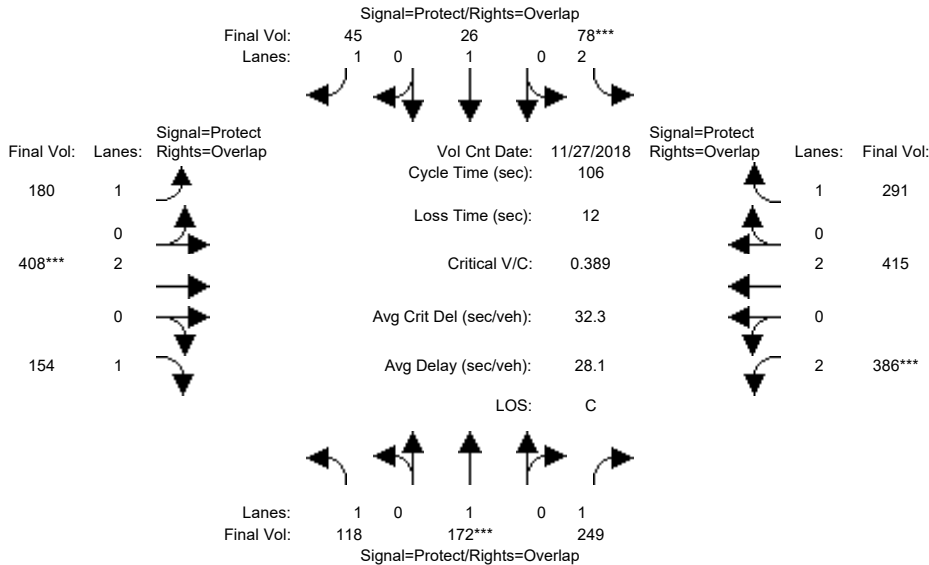 Signal=Protect/Rights=Overlap
Final Vol: 45 26 78***
Lanes: 1 0 1 0 2
Signal=Protect
Final Vol: Lanes: Rights=Overlap
Vol Cnt Date: 11/27/2018
Signal=Protect
Rights=Overlap Lanes: Final Vol:
Cycle Time (sec): 106
180 1
1 291
Loss Time (sec): 12
0
0
408*** 2
Critical V/C: 0.389
2 415
0
Avg Crit Del (sec/veh): 32.3
0
154 1
Avg Delay (sec/veh): 28.1
2 386***
LOS: C
Lanes: 1 0 1 0 1
Final Vol: 118 172*** 249
Signal=Protect/Rights=Overlap